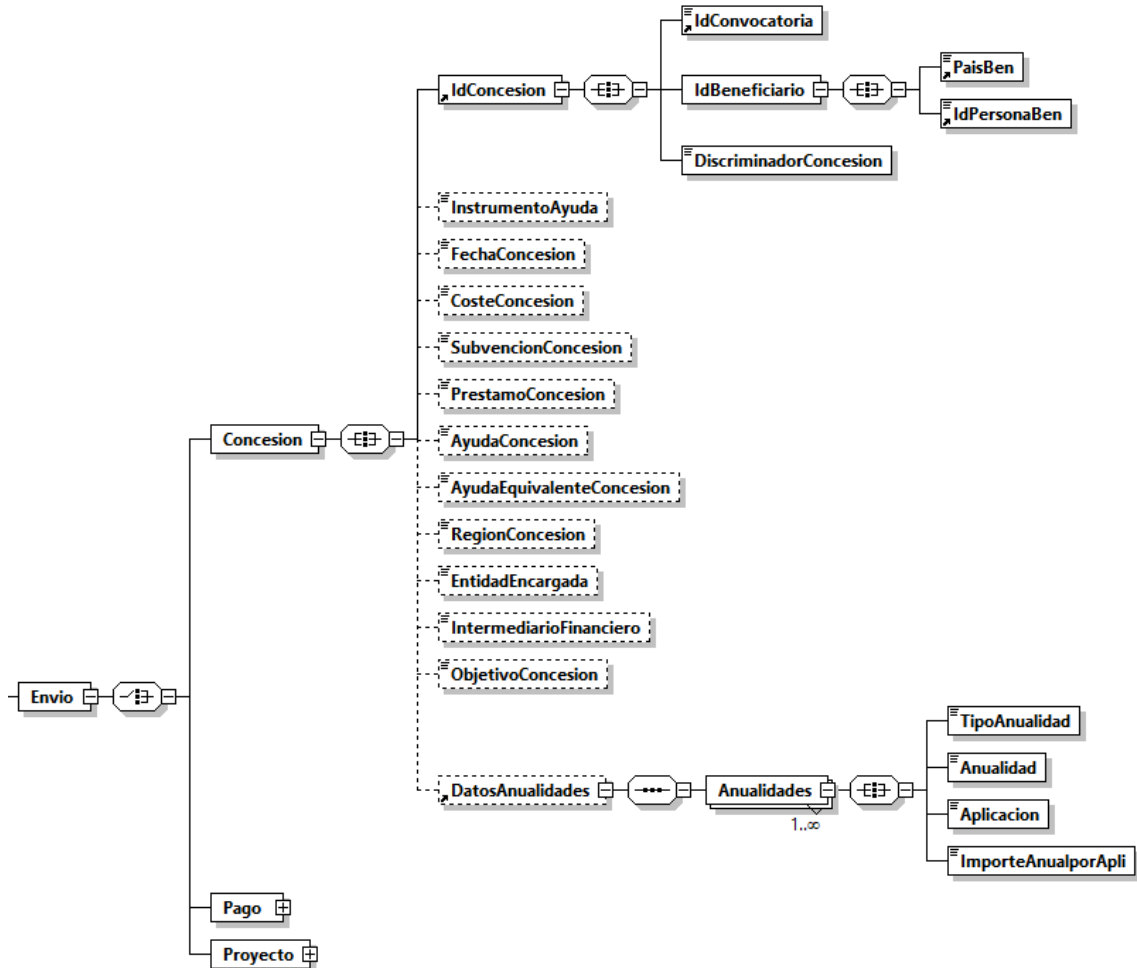 IdConvocatoria
PaisBen
IdConcesion
IdBeneficiario
IdPersonaBen
DiscriminadorConcesion
InstrumentoAyuda
FechaConcesion
CosteConcesion
SubvencionConcesion
PrestamoConcesion
Concesion
AyudaConcesion
AyudaEquivalenteConcesion
RegionConcesion
EntidadEncargada
IntermediarioFinanciero
ObjetivoConcesion
Envio
TipoAnualidad
Anualidad
DatosAnualidades
Anualidades
1..∞
Aplicacion
ImporteAnualporApli
Pago
Proyecto